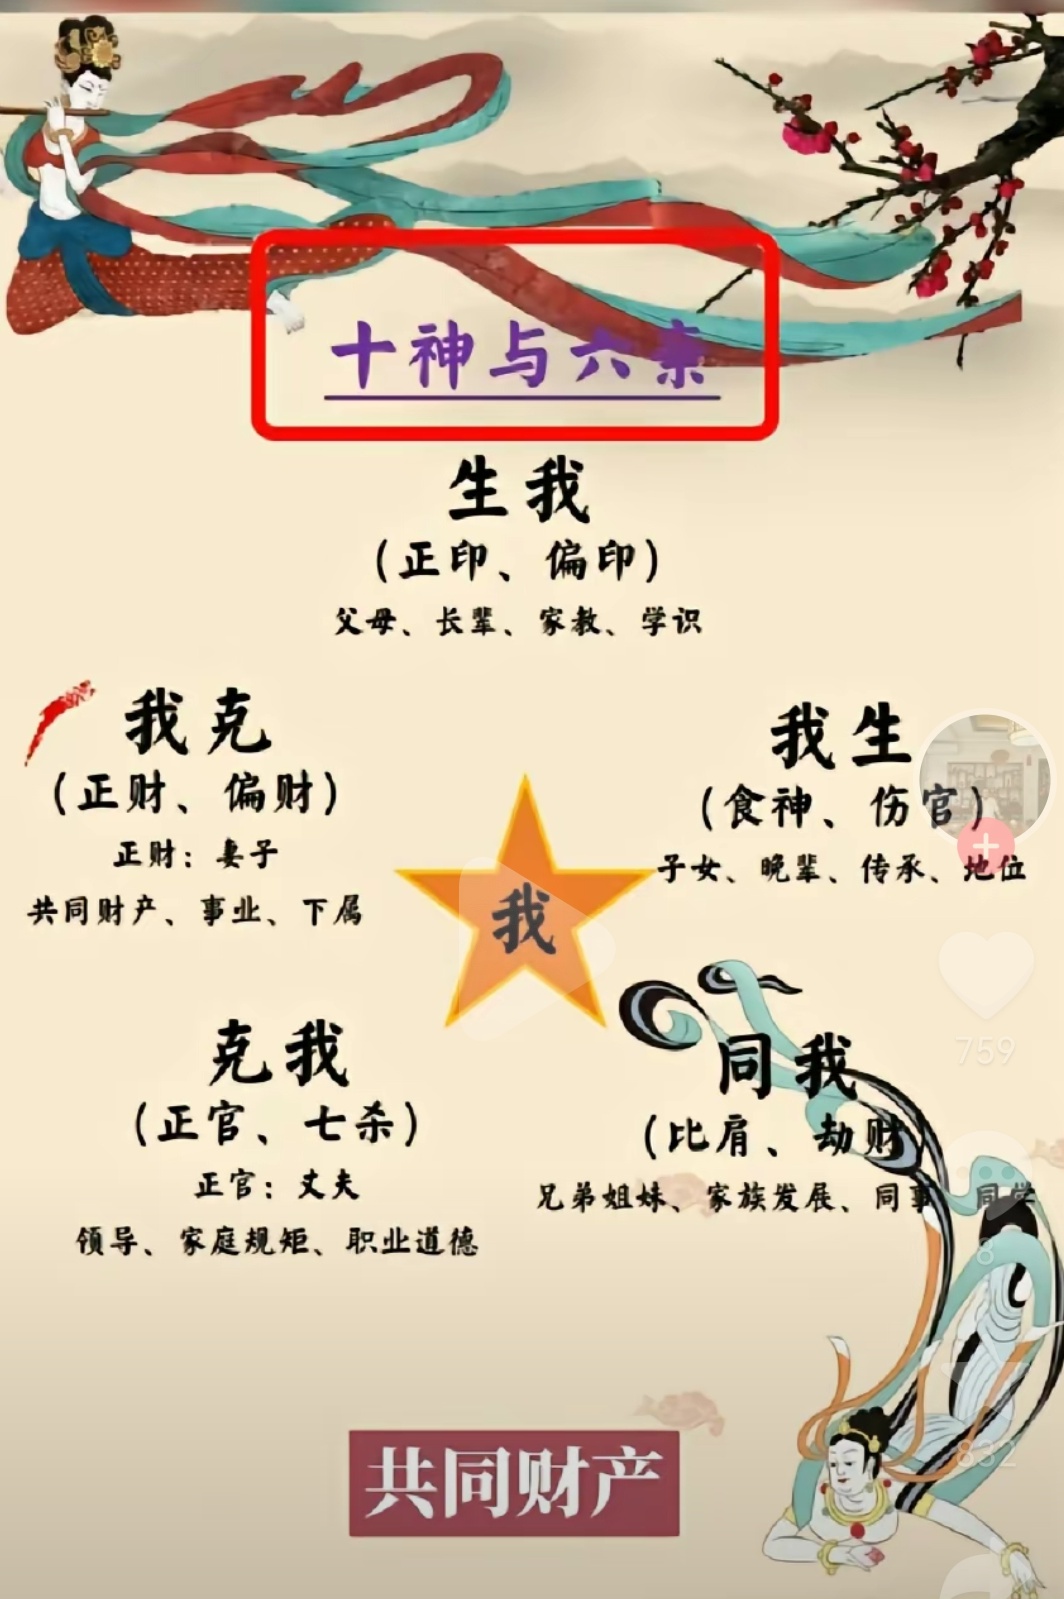 十神与六亲
生我
（正印、偏印）
父母、长辈、家教、学识
我克
（正财、偏财）
正财：妻子
共同财产、事业、下属
我生
（食神、伤官）
子女、晚辈、传承、地位
我
克我
（正官、七杀）
正官：丈夫
领导、家庭规矩、职业道德
同我
（比肩、劫财）
兄弟姐妹、家族发展、同事、同学
759
8
832
共同财产